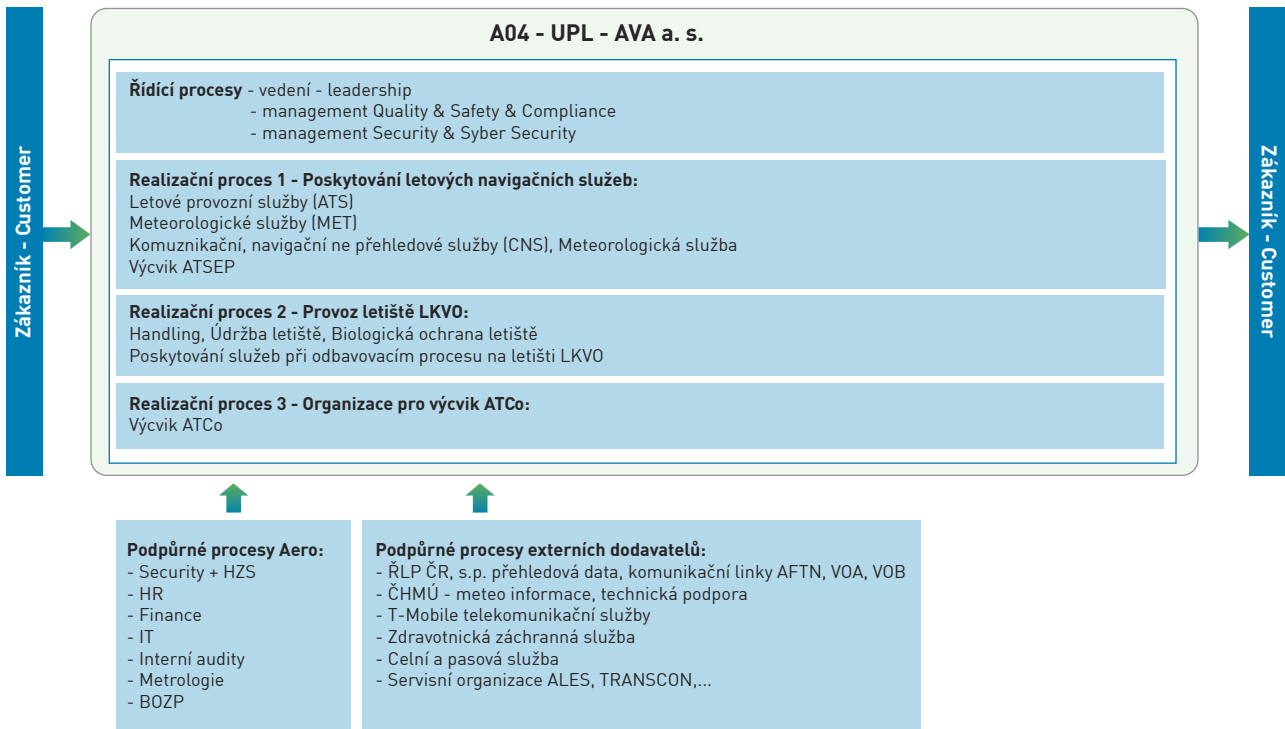 A04 - UPL - AVA a. s.
Zákazník - Customer
Řídící procesy - vedení - leadership
- management Quality & Safety & Compliance
- management Security & Syber Security
Realizační proces 1 - Poskytování letových navigačních služeb:
Letové provozní služby (ATS)
Meteorologické služby (MET)
Komuznikační, navigační ne přehledové služby (CNS), Meteorologická služba
Výcvik ATSEP
Realizační proces 2 - Provoz letiště LKVO:
Handling, Údržba letiště, Biologická ochrana letiště
Poskytování služeb při odbavovacím procesu na letišti LKVO
Realizační proces 3 - Organizace pro výcvik ATCo:
Výcvik ATCo
Zákazník - Customer
Podpůrné procesy Aero:
- Security + HZS
- HR
- Finance
- IT
- Interní audity
- Metrologie
- BOZP
Podpůrné procesy externích dodavatelů:
- ŘLP ČR, s.p. přehledová data, komunikační linky AFTN, VOA, VOB
- ČHMÚ - meteo informace, technická podpora
- T-Mobile telekomunikační služby
- Zdravotnická záchranná služba
- Celní a pasová služba
- Servisní organizace ALES, TRANSCON,...